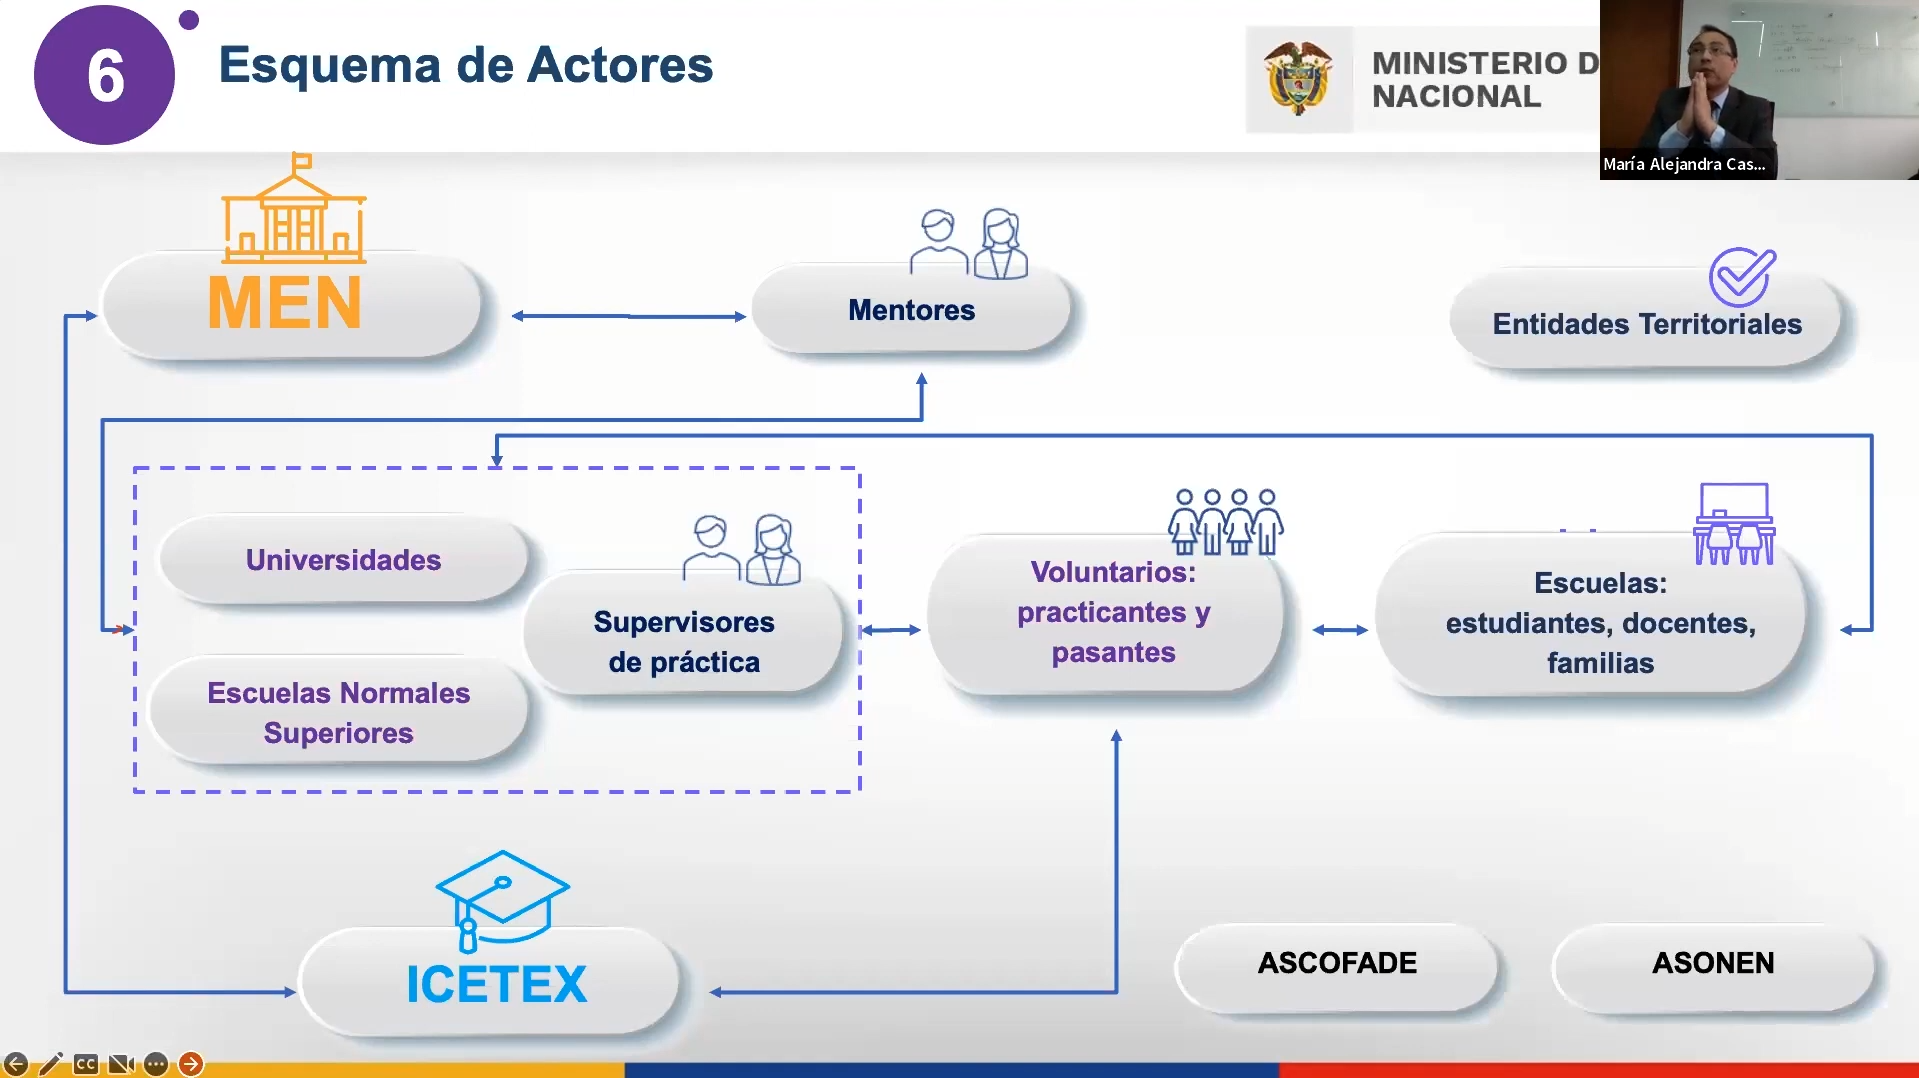 6
Esquema de Actores
MINISTERIO D
NACIONAL
María Alejandra Cas...
MEN
Mentores
Entidades Territoriales
Universidades
Supervisores
de práctica
Escuelas Normales
Superiores
Voluntarios:
practicantes y
pasantes
Escuelas:
estudiantes, docentes,
familias
ICETEX
ASCOFADE
ASONEN
CC